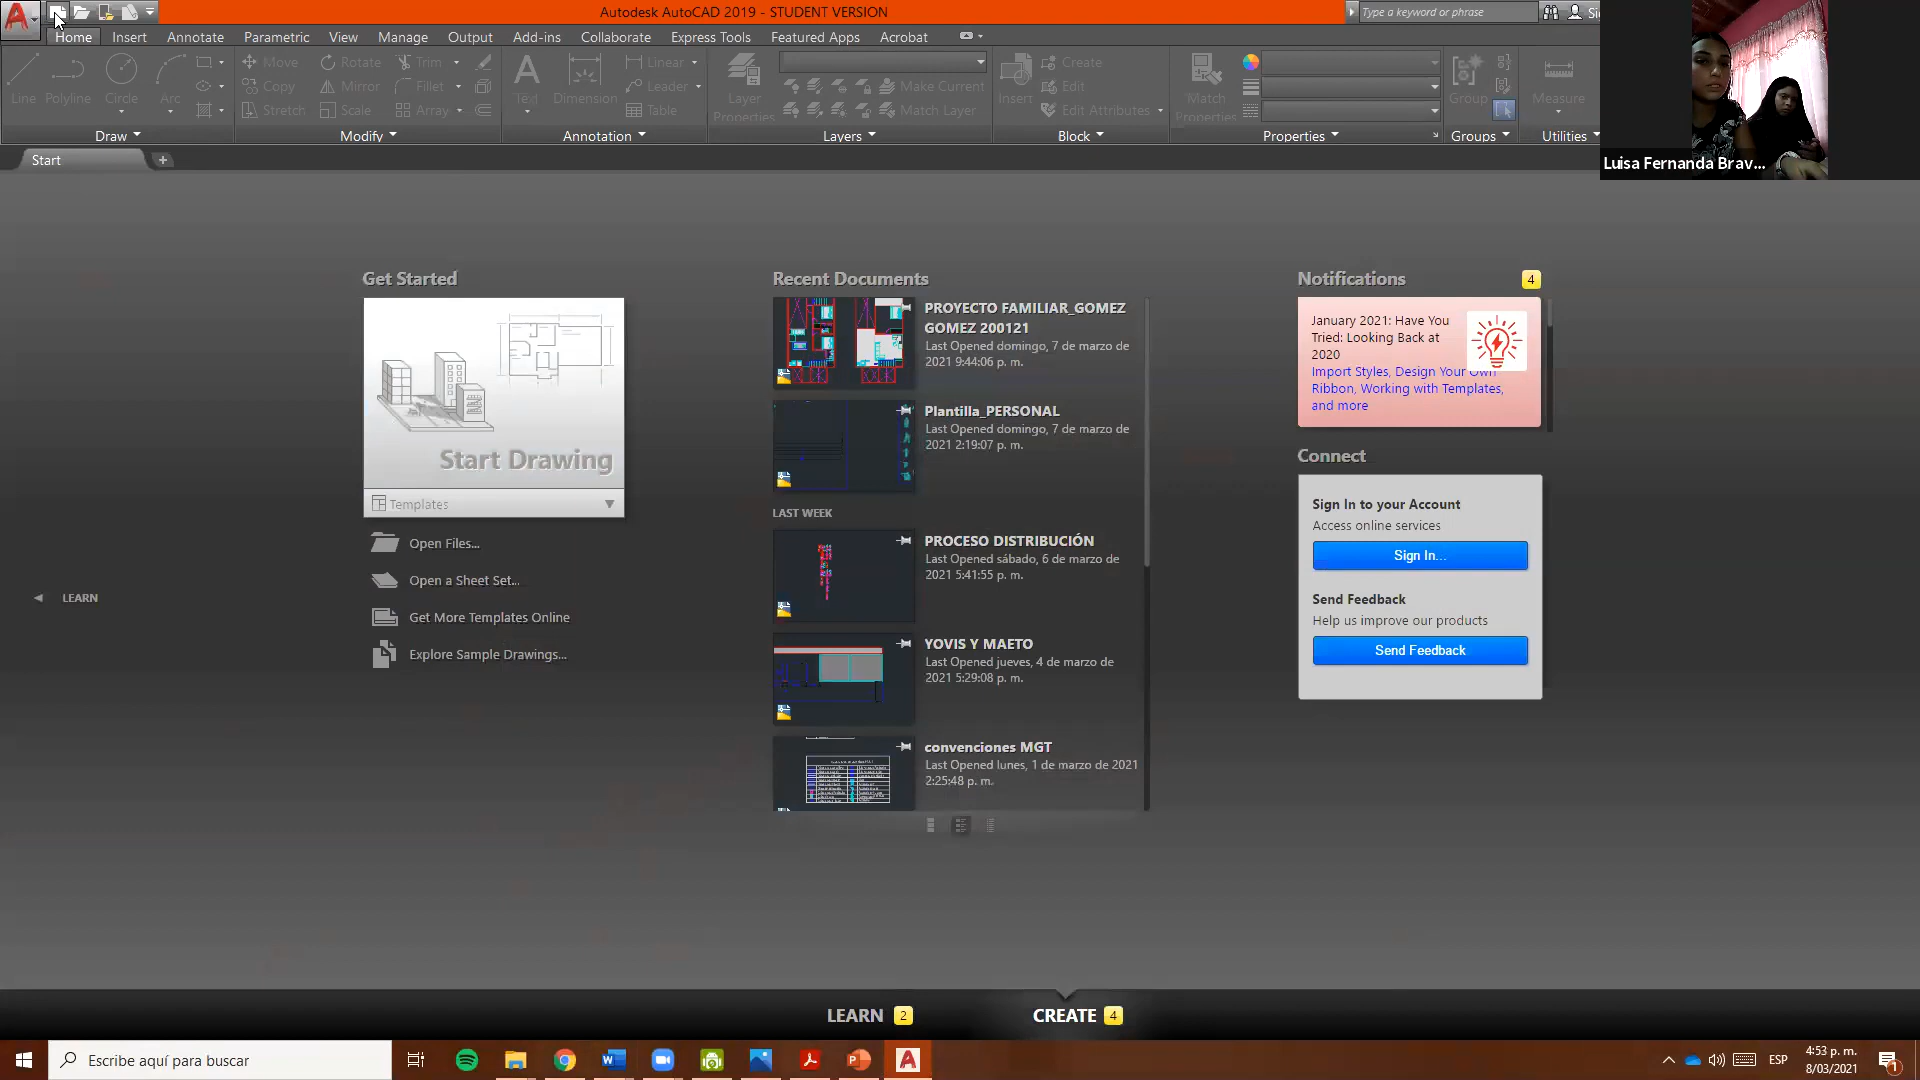 Autodesk AutoCAD 2019 - STUDENT VERSION
Type a keyword or phrase
Home Insert Annotate Parametric View Manage Output Add-ins Collaborate Express Tools Featured Apps Acrobat
Line Polyline Circle Arc
Move Rotate Trim
Copy Mirror Fillet
Stretch Scale Array
Text Dimension
Linear
Leader
Table
Layer Properties
Make Current
Match Layer
Insert
Create
Edit
Edit Attributes
Match Properties
Group
Measure
Draw Modify Annotation Layers Block Properties Groups Utilities
Luisa Fernanda Brav...
Start
Get Started
Start Drawing
Templates
Open Files...
Open a Sheet Set...
Get More Templates Online
Explore Sample Drawings...
LEARN
Recent Documents
PROYECTO FAMILIAR_GOMEZ
GOMEZ 200121
Last Opened domingo, 7 de marzo de
2021 9:44:06 p. m.
Plantilla_PERSONAL
Last Opened domingo, 7 de marzo de
2021 2:19:07 p. m.
LAST WEEK
PROCESO DISTRIBUCIÓN
Last Opened sábado, 6 de marzo de
2021 5:41:55 p. m.
YOVIS Y MAETO
Last Opened jueves, 4 de marzo de
2021 5:29:08 p. m.
convenciones MGT
Last Opened lunes, 1 de marzo de 2021
2:25:48 p. m.
Notifications 4
January 2021: Have You
Tried: Looking Back at
2020
Import Styles, Design Your Own
Ribbon, Working with Templates,
and more
Connect
Sign In to your Account
Access online services
Sign In...
Send Feedback
Help us improve our products
Send Feedback
LEARN 2 CREATE 4
Escribe aquí para buscar
ESP
4:53 p. m.
8/03/2021
1